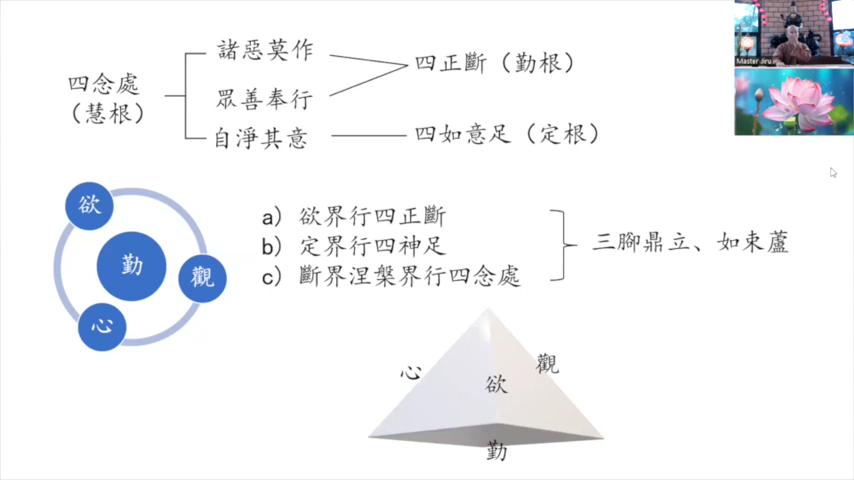 Master Jiru
諸惡莫作
四正斷（勤根）
四念處
（慧根）
眾善奉行
自淨其意
四如意足（定根）
欲
勤
觀
心
a）欲界行四正斷
b）定界行四神足
c）斷界涅槃界行四念處
三腳鼎立、如束蘆
心
欲
觀
勤